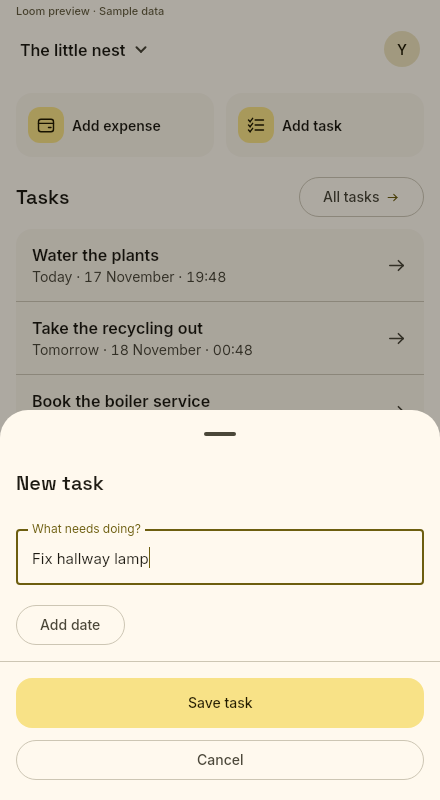 Loom preview · Sample data
The little nest
Y
Add expense
Add task
Tasks
All tasks →
Water the plants
Today · 17 November · 19:48
Take the recycling out
Tomorrow · 18 November · 00:48
Book the boiler service
New task
What needs doing?
Fix hallway lamp
Add date
Save task
Cancel